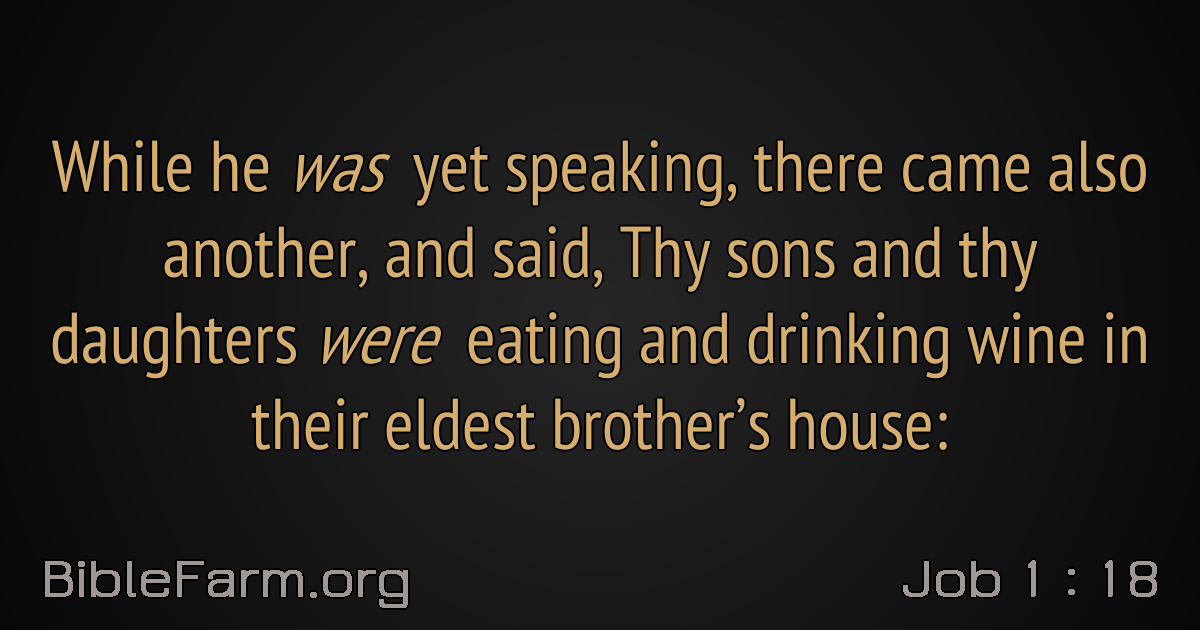 While he was yet speaking, there came also
another, and said, Thy sons and thy
daughters were eating and drinking wine in
their eldest brother’s house:
BibleFarm.org
Job 1 : 18